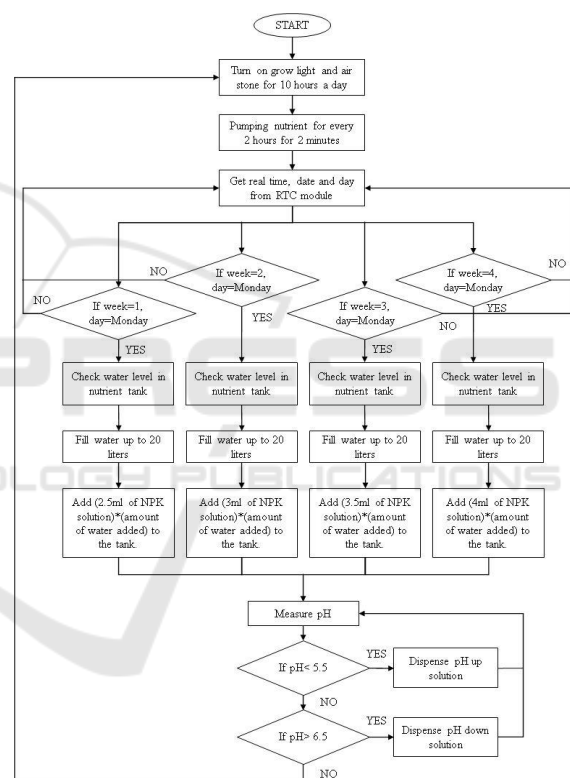 START
Turn on grow light and air
stone for 10 hours a day
Pumping nutrient for every
2 hours for 2 minutes
Get real time, date and day
from RTC module
NO
If week=1,
day=Monday
YES
NO
If week=2,
day=Monday
YES
If week=3,
day=Monday
NO
YES
If week=4,
day=Monday
NO
YES
Check water level in
nutrient tank
Check water level in
nutrient tank
Check water level in
nutrient tank
Check water level in
nutrient tank
Fill water up to 20
liters
Fill water up to 20
liters
Fill water up to 20
liters
Fill water up to 20
liters
Add (2.5ml of NPK
solution)*(amount
of water added) to
the tank.
Add (3ml of NPK
solution)*(amount
of water added) to
the tank.
Add (3.5ml of NPK
solution)*(amount
of water added) to
the tank.
Add (4ml of NPK
solution)*(amount
of water added) to
the tank.
Measure pH
If pH< 5.5
YES
Dispense pH up
solution
NO
If pH> 6.5
YES
Dispense pH down
solution
NO
PRESS
OLOGY PUBLICATIONS